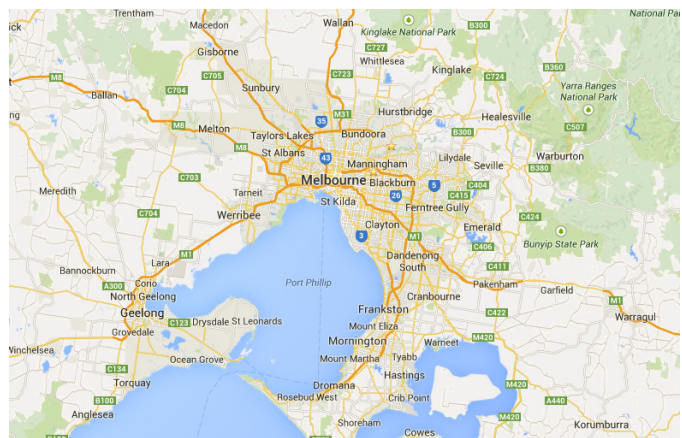 Trentham
Wallan
National Park
Macedon
Kinglake National Park
B300
Gisborne
C727
Whittlesea
C704
C705
C723
Kinglake
C724
B360
M8
Sunbury
Yarra Ranges
National Park
Ballan
M31
Hurstbridge
Healesville
35
M8
Melton
Taylors Lakes
Bundoora
B300
C507
M8
St Albans
43
Manningham
Lilydale
Warburton
Seville
B380
C703
Melbourne
Blackburn
5
C404
Meredith
Tarneit
26
C415
St Kilda
Ferntree Gully
C704
Werribee
Clayton
C424
Emerald
3
M1
C406
Bunyip State Park
M1
Lara
Dandenong
South
C411
Bannockburn
Corio
Port Phillip
A300
Pakenham
Garfield
North Geelong
Cranbourne
M1
Geelong
Frankston
C422
Warragul
C123
Drysdale
St Leonards
Mount Eliza
Grovedale
Mornington
Warneet
M420
Winchelsea
Ocean Grove
Mount Martha
Tyabb
C134
Hastings
Torquay
Dromana
M420
B100
Rosebud West
Crib Point
A440
Anglesea
M420
Shoreham
Korumburra
Cowes